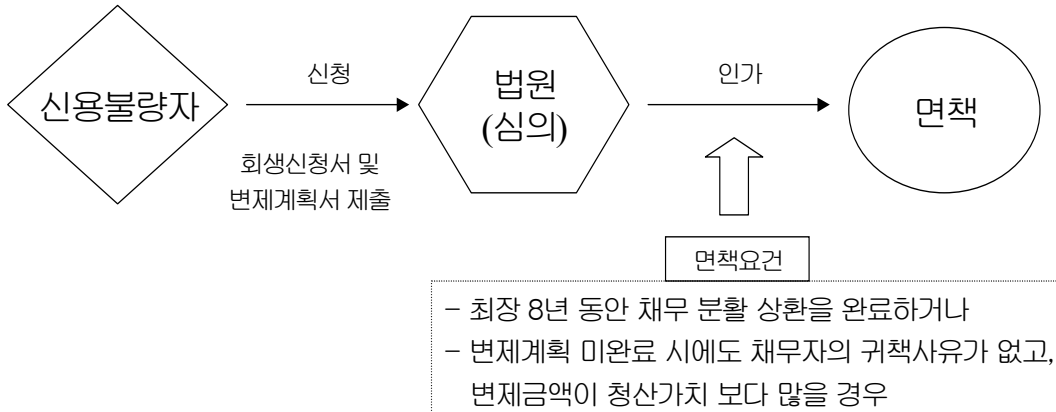 신용불량자
신청
회생신청서 및
변제계획서 제출
법원
(심의)
인가
면책
면책요건
- 최장 8년 동안 채무 분활 상환을 완료하거나
- 변제계획 미완료 시에도 채무자의 귀책사유가 없고,
변제금액이 청산가치 보다 많을 경우